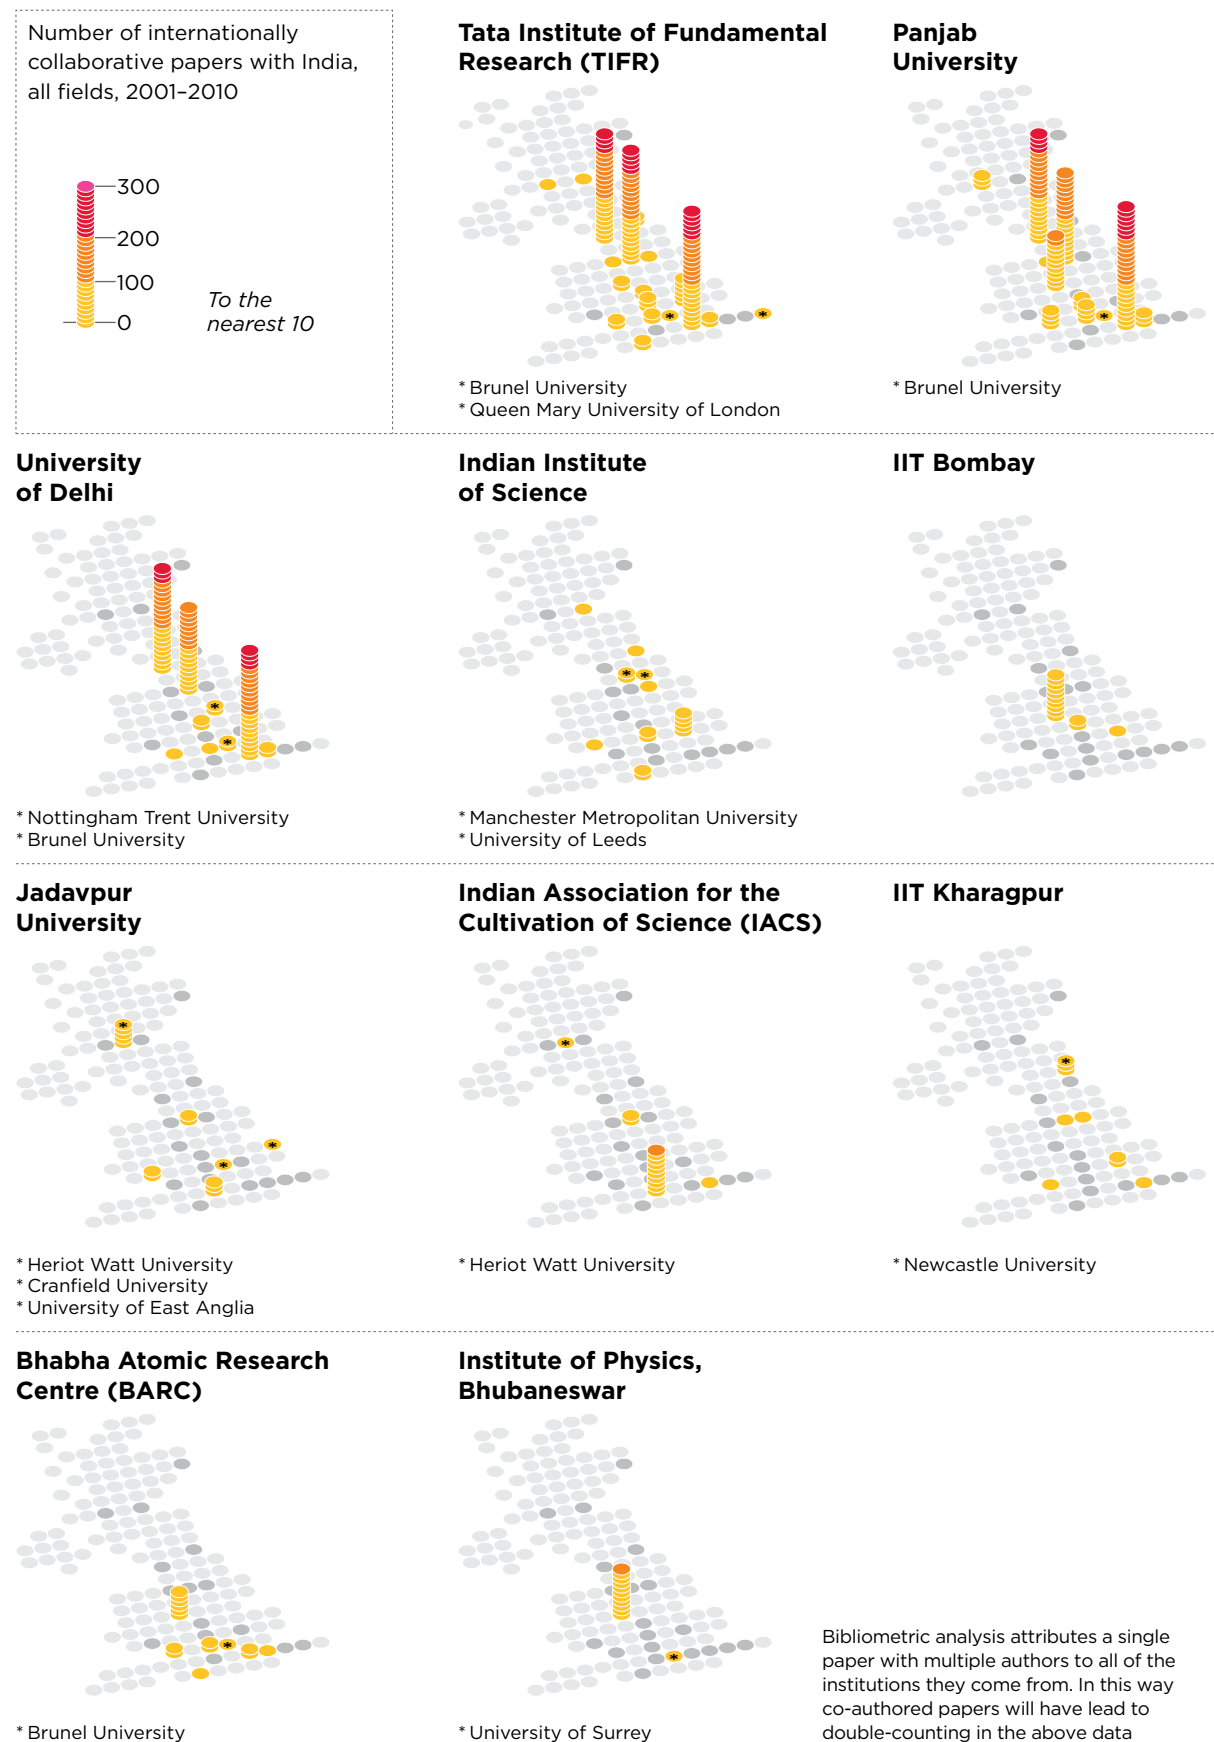 Number of internationally
collaborative papers with India,
all fields, 2001–2010
300
200
100
0
To the
nearest 10
Tata Institute of Fundamental
Research (TIFR)
* Brunel University
* Queen Mary University of London
Panjab
University
* Brunel University
University
of Delhi
* Nottingham Trent University
* Brunel University
Indian Institute
of Science
* Manchester Metropolitan University
* University of Leeds
IIT Bombay
Jadavpur
University
* Heriot Watt University
* Cranfield University
* University of East Anglia
Indian Association for the
Cultivation of Science (IACS)
* Heriot Watt University
IIT Kharagpur
* Newcastle University
Bhabha Atomic Research
Centre (BARC)
* Brunel University
Institute of Physics,
Bhubaneswar
* University of Surrey
Bibliometric analysis attributes a single
paper with multiple authors to all of the
institutions they come from. In this way
co-authored papers will have lead to
double-counting in the above data